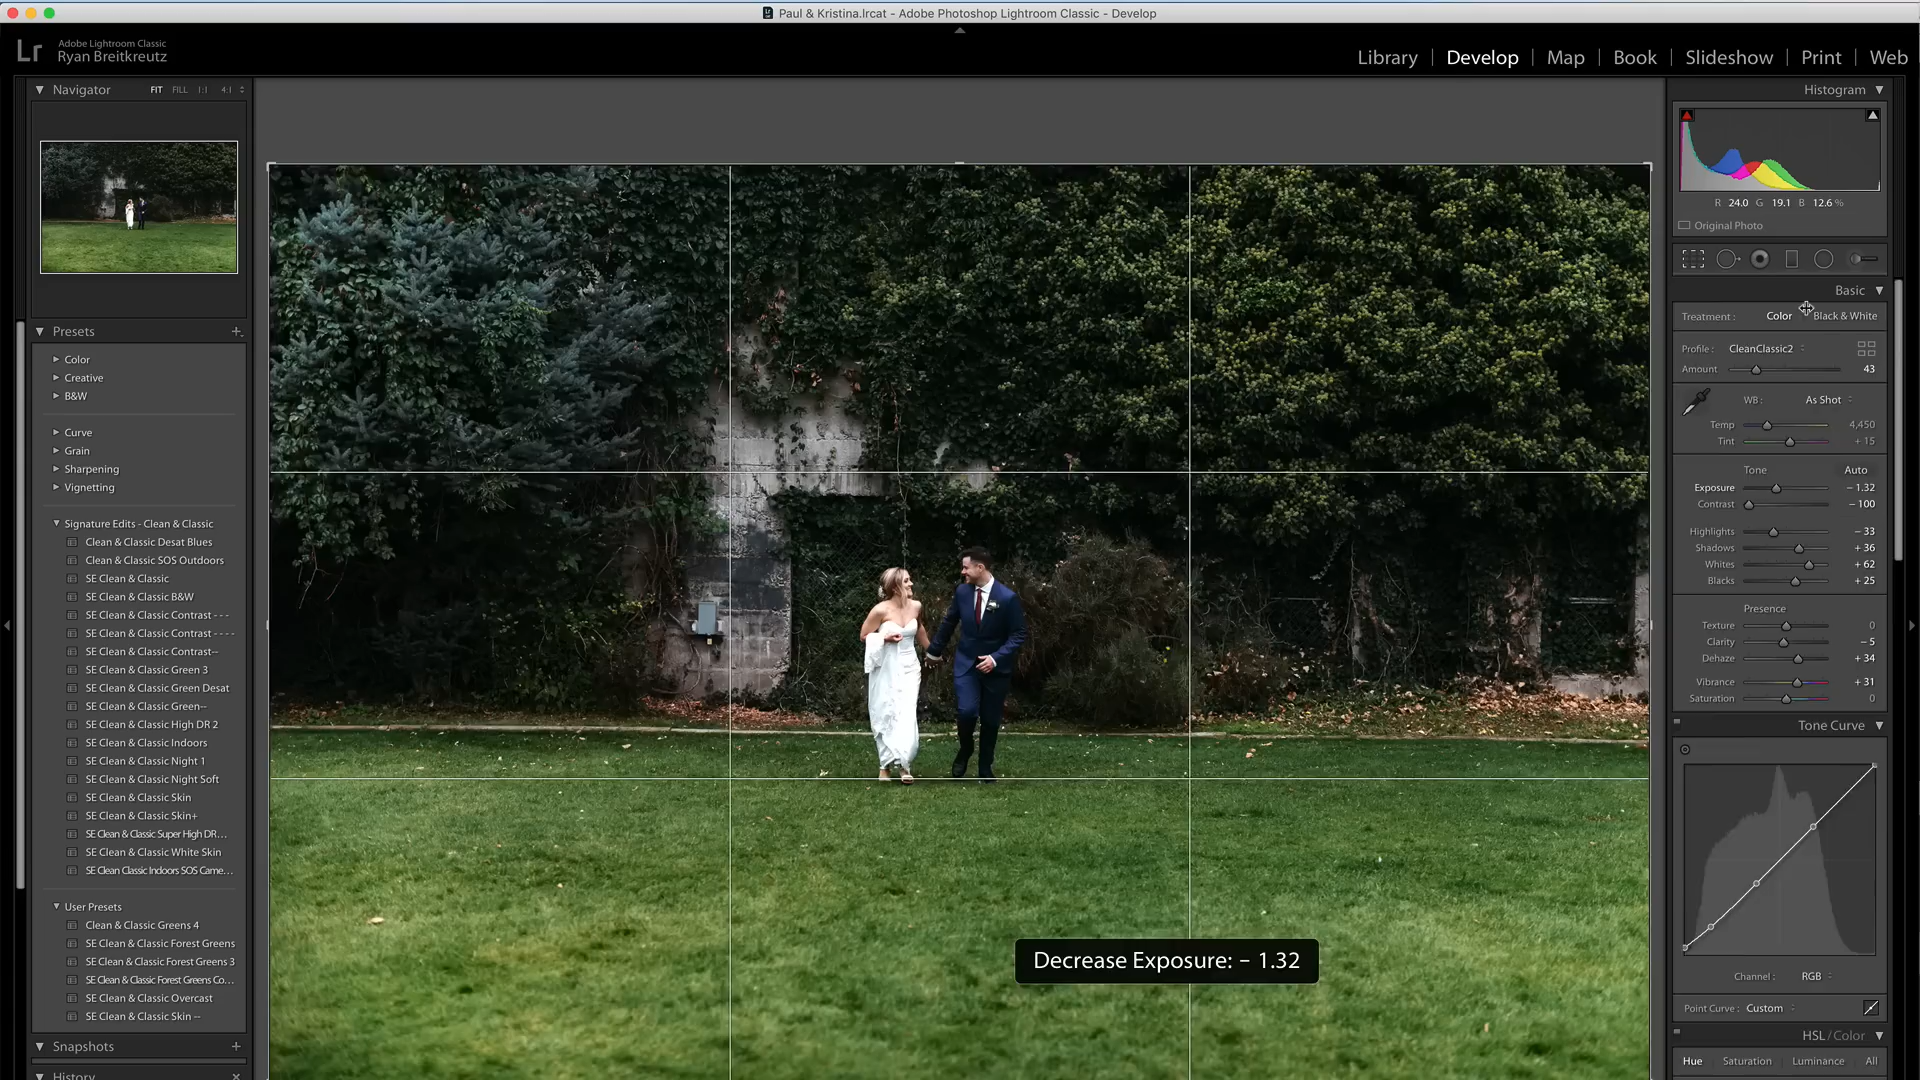 Paul & Kristina.lrcat - Adobe Photoshop Lightroom Classic - Develop
Lr
Adobe Lightroom Classic
Ryan Breitkreutz
Library | Develop | Map | Book | Slideshow | Print | Web
Navigator FIT FILL 1:1 4:1
Presets +
Color
Creative
B&W
Curve
Grain
Sharpening
Vignetting
Signature Edits - Clean & Classic
Clean & Classic Desat Blues
Clean & Classic SOS Outdoors
SE Clean & Classic
SE Clean & Classic B&W
SE Clean & Classic Contrast - - -
SE Clean & Classic Contrast - - - -
SE Clean & Classic Contrast--
SE Clean & Classic Green 3
SE Clean & Classic Green Desat
SE Clean & Classic Green--
SE Clean & Classic High DR 2
SE Clean & Classic Indoors
SE Clean & Classic Night 1
SE Clean & Classic Night Soft
SE Clean & Classic Skin
SE Clean & Classic Skin+
SE Clean & Classic Super High DR...
SE Clean & Classic White Skin
SE Clean Classic Indoors SOS Came...
User Presets
Clean & Classic Greens 4
SE Clean & Classic Forest Greens
SE Clean & Classic Forest Greens 3
SE Clean & Classic Forest Greens Co...
SE Clean & Classic Overcast
SE Clean & Classic Skin --
Snapshots +
History ×
Decrease Exposure: – 1.32
Histogram
R 24.0 G 19.1 B 12.6 %
Original Photo
Basic
Treatment : Color Black & White
Profile : CleanClassic2
Amount 43
WB : As Shot
Temp 4,450
Tint + 15
Tone Auto
Exposure – 1.32
Contrast – 100
Highlights – 33
Shadows + 36
Whites + 62
Blacks + 25
Presence
Texture 0
Clarity – 5
Dehaze + 34
Vibrance + 31
Saturation 0
Tone Curve
Channel : RGB
Point Curve : Custom
HSL / Color
Hue Saturation Luminance All